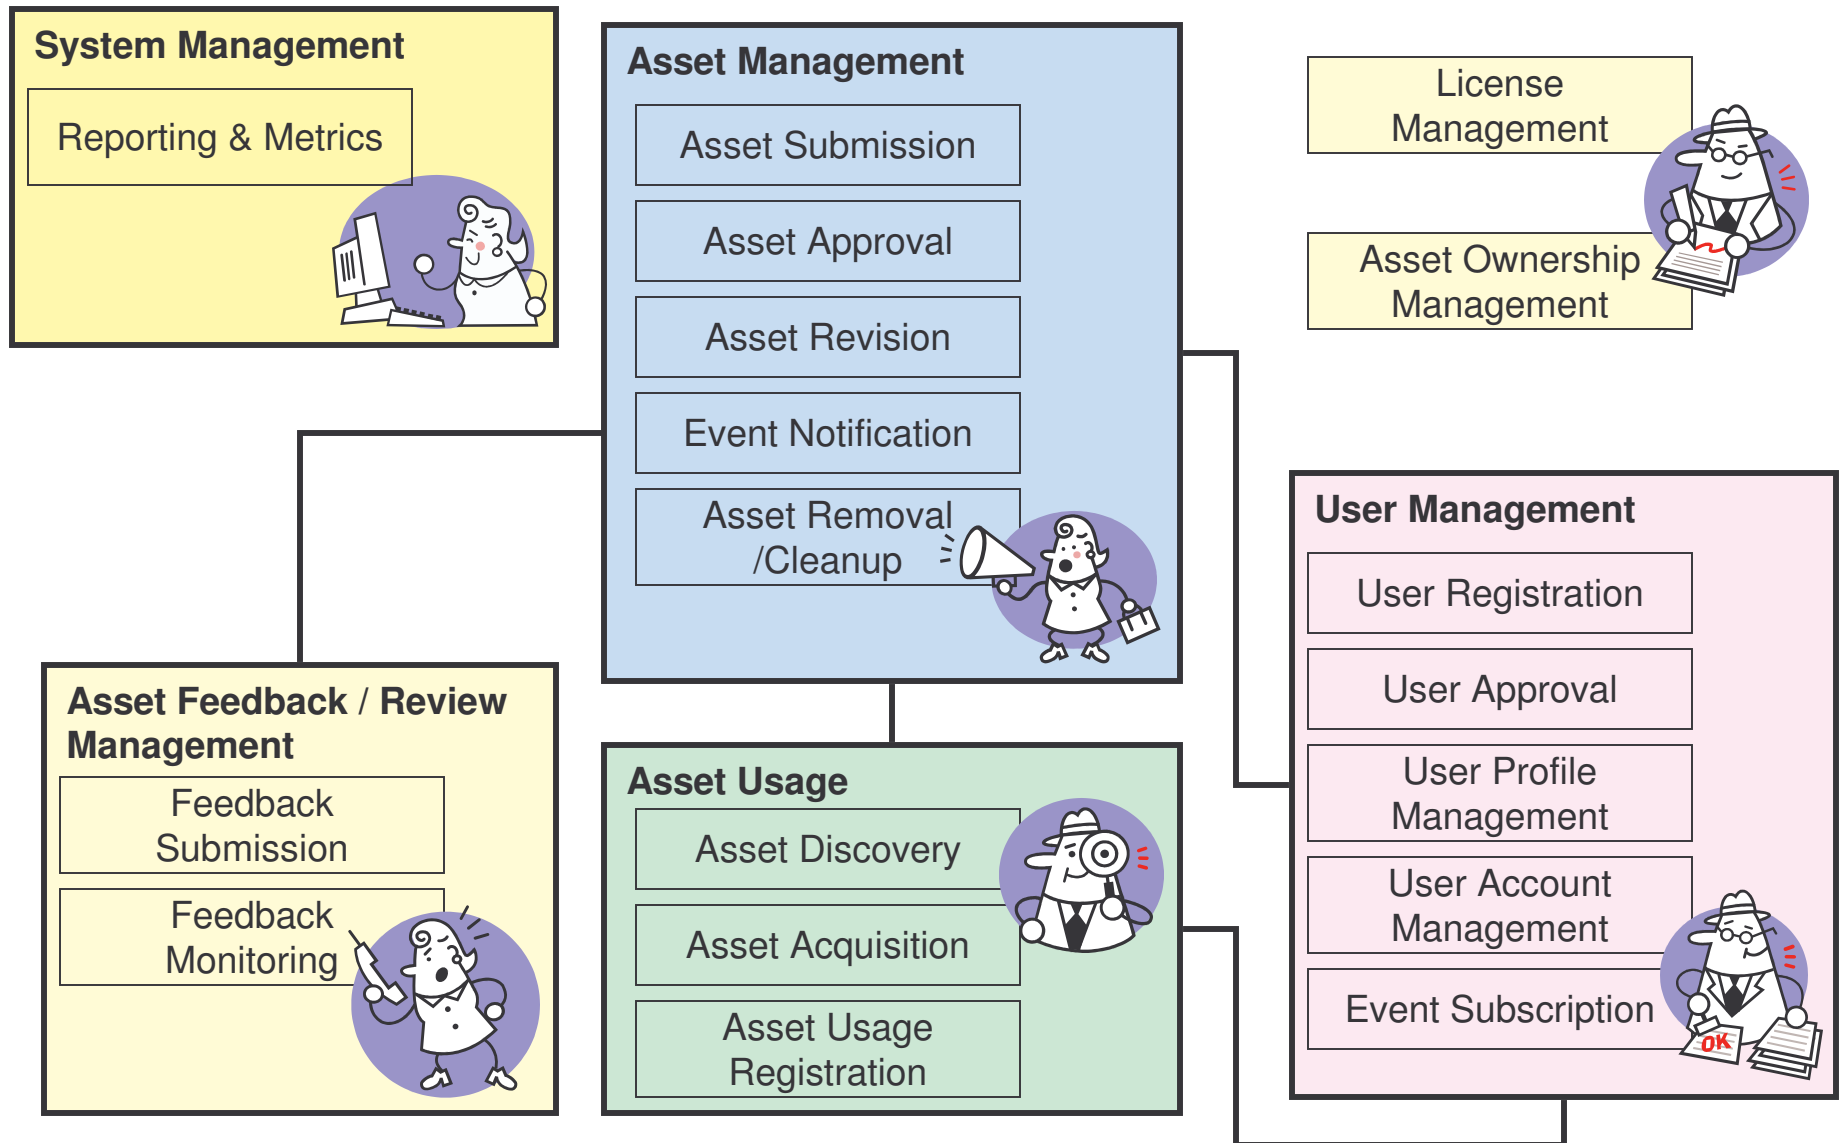 System Management
Reporting & Metrics
Asset Management
Asset Submission
Asset Approval
Asset Revision
Event Notification
Asset Removal
/Cleanup
License
Management
Asset Ownership
Management
Asset Feedback / Review
Management
Feedback
Submission
Feedback
Monitoring
Asset Usage
Asset Discovery
Asset Acquisition
Asset Usage
Registration
User Management
User Registration
User Approval
User Profile
Management
User Account
Management
Event Subscription
OK